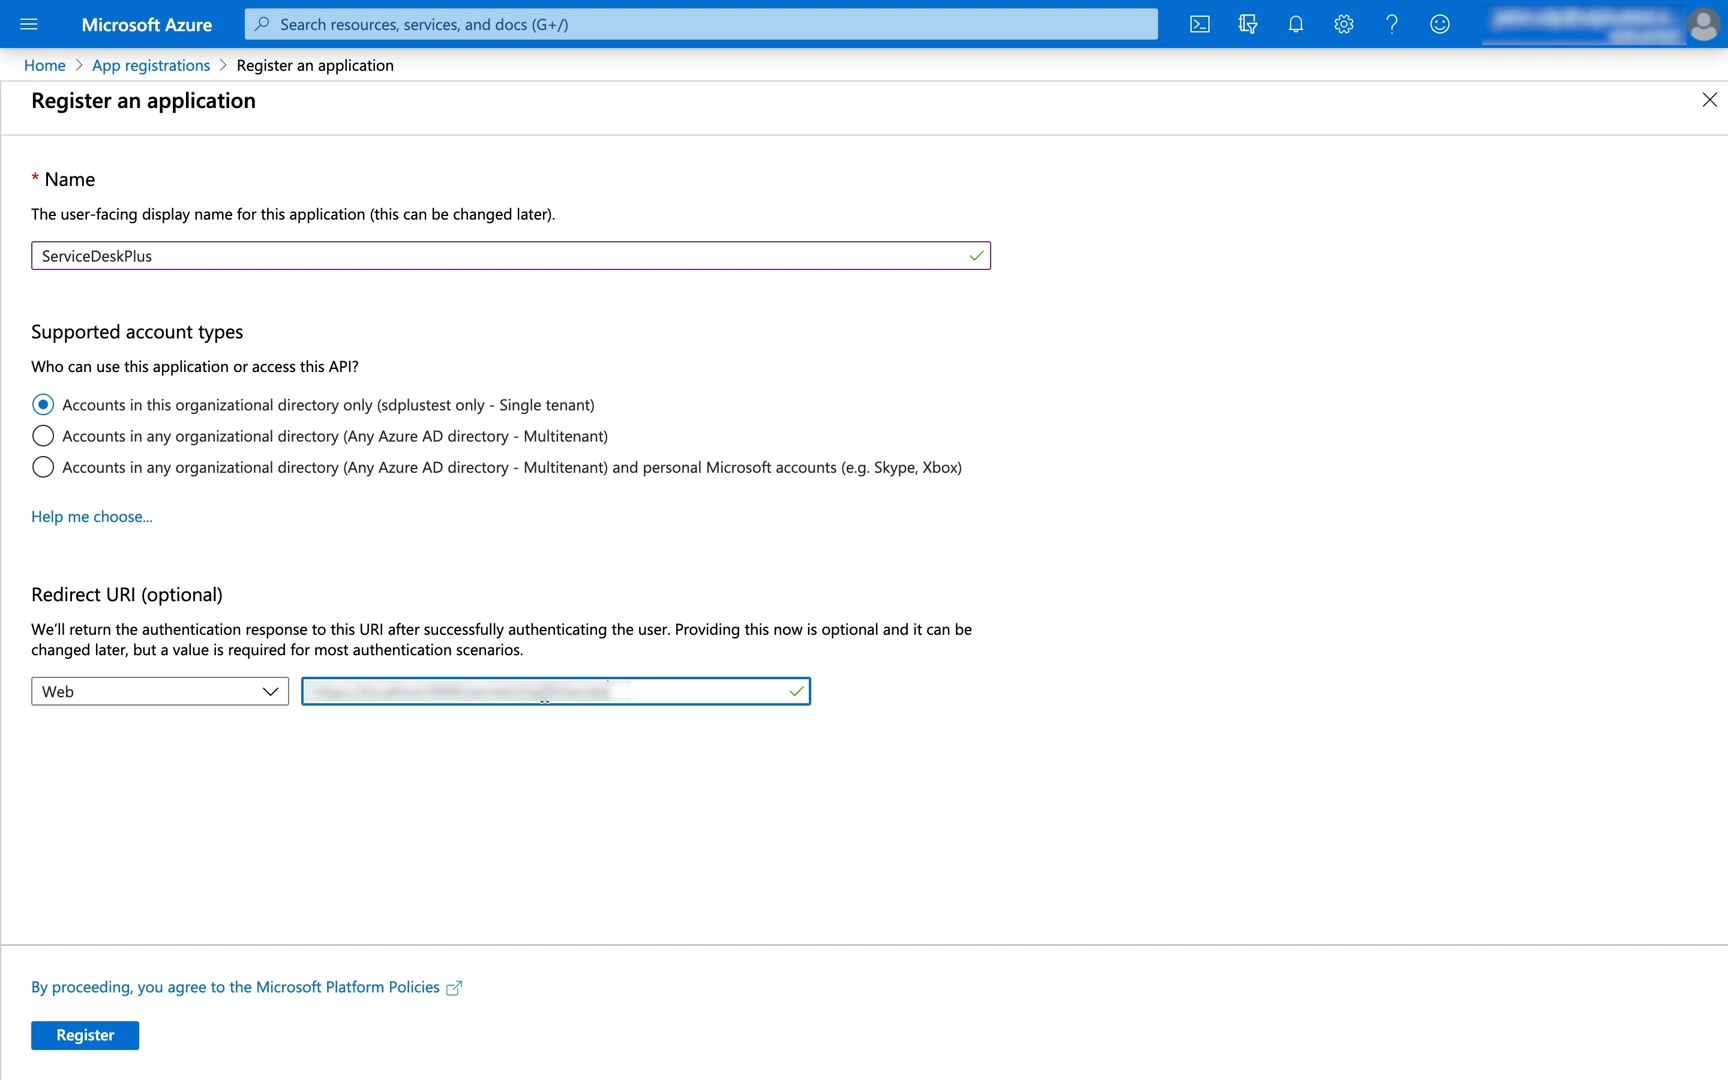 Microsoft Azure
Search resources, services, and docs (G+/)
Home > App registrations > Register an application
Register an application
* Name
The user-facing display name for this application (this can be changed later).
ServiceDeskPlus
Supported account types
Who can use this application or access this API?
Accounts in this organizational directory only (sdplustest only - Single tenant)
Accounts in any organizational directory (Any Azure AD directory - Multitenant)
Accounts in any organizational directory (Any Azure AD directory - Multitenant) and personal Microsoft accounts (e.g. Skype, Xbox)
Help me choose...
Redirect URI (optional)
We'll return the authentication response to this URI after successfully authenticating the user. Providing this now is optional and it can be
changed later, but a value is required for most authentication scenarios.
Web
By proceeding, you agree to the Microsoft Platform Policies
Register